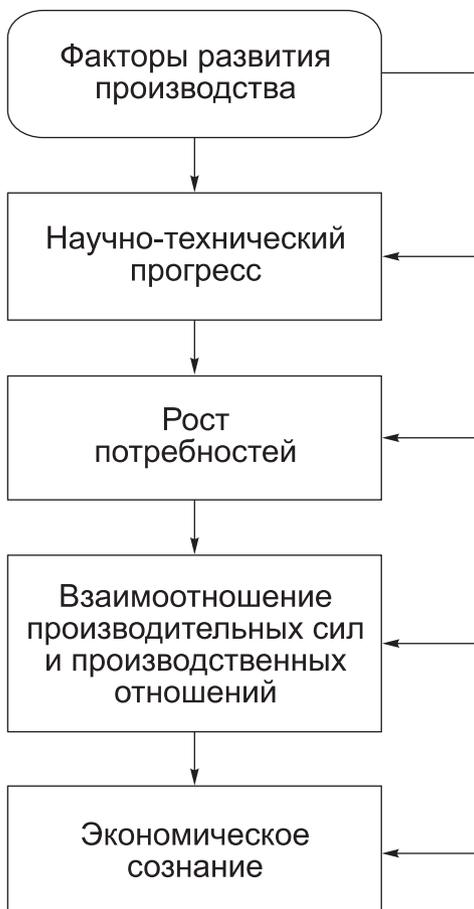 Факторы развития
производства
Научно-технический
прогресс
Рост
потребностей
Взаимоотношение
производительных сил
и производственных
отношений
Экономическое
сознание